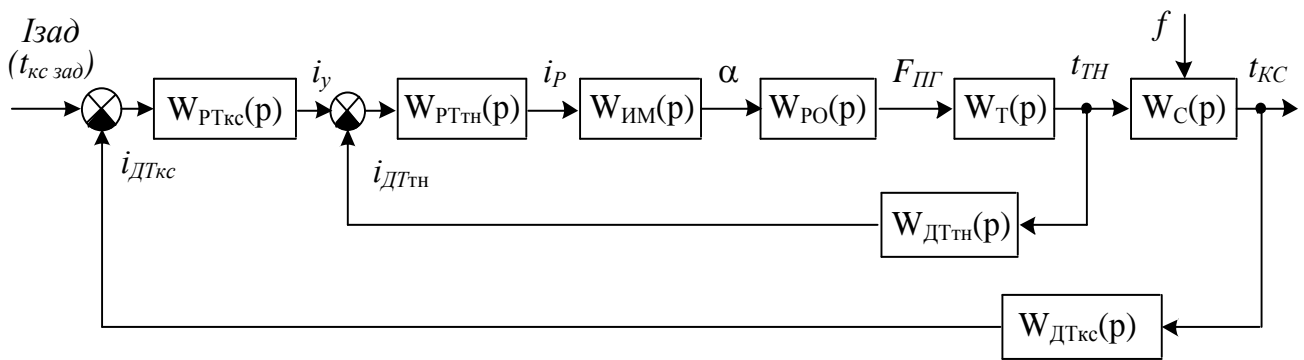 Iзад
(tкс зад)
WРТкс(p)
iу
WРТтн(p)
iР
WИМ(p)
α
WРО(p)
FПГ
WТ(p)
tТН
f
WС(p)
tКС
iДТкс
iДТтн
WДТтн(p)
WДТкс(p)